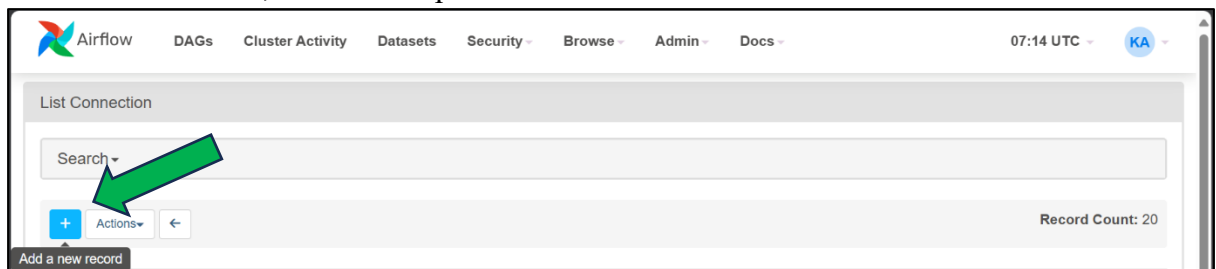 Airflow DAGs Cluster Activity Datasets Security Browse Admin Docs 07:14 UTC KA
List Connection
Search
+ Actions ← Record Count: 20
Add a new record